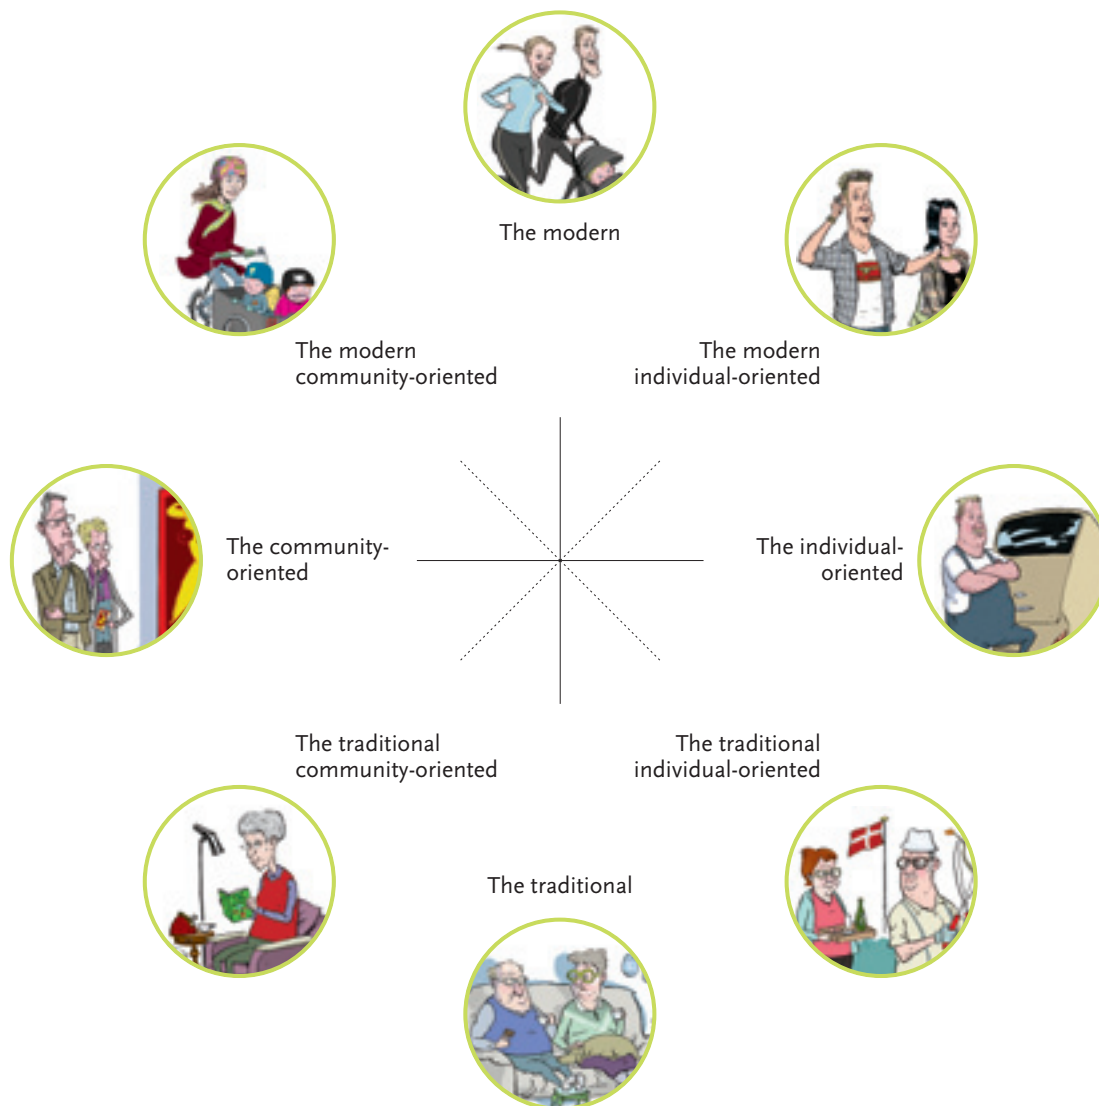 The modern
The modern
community-oriented
The modern
individual-oriented
The community-
oriented
The individual-
oriented
The traditional
community-oriented
The traditional
individual-oriented
The traditional